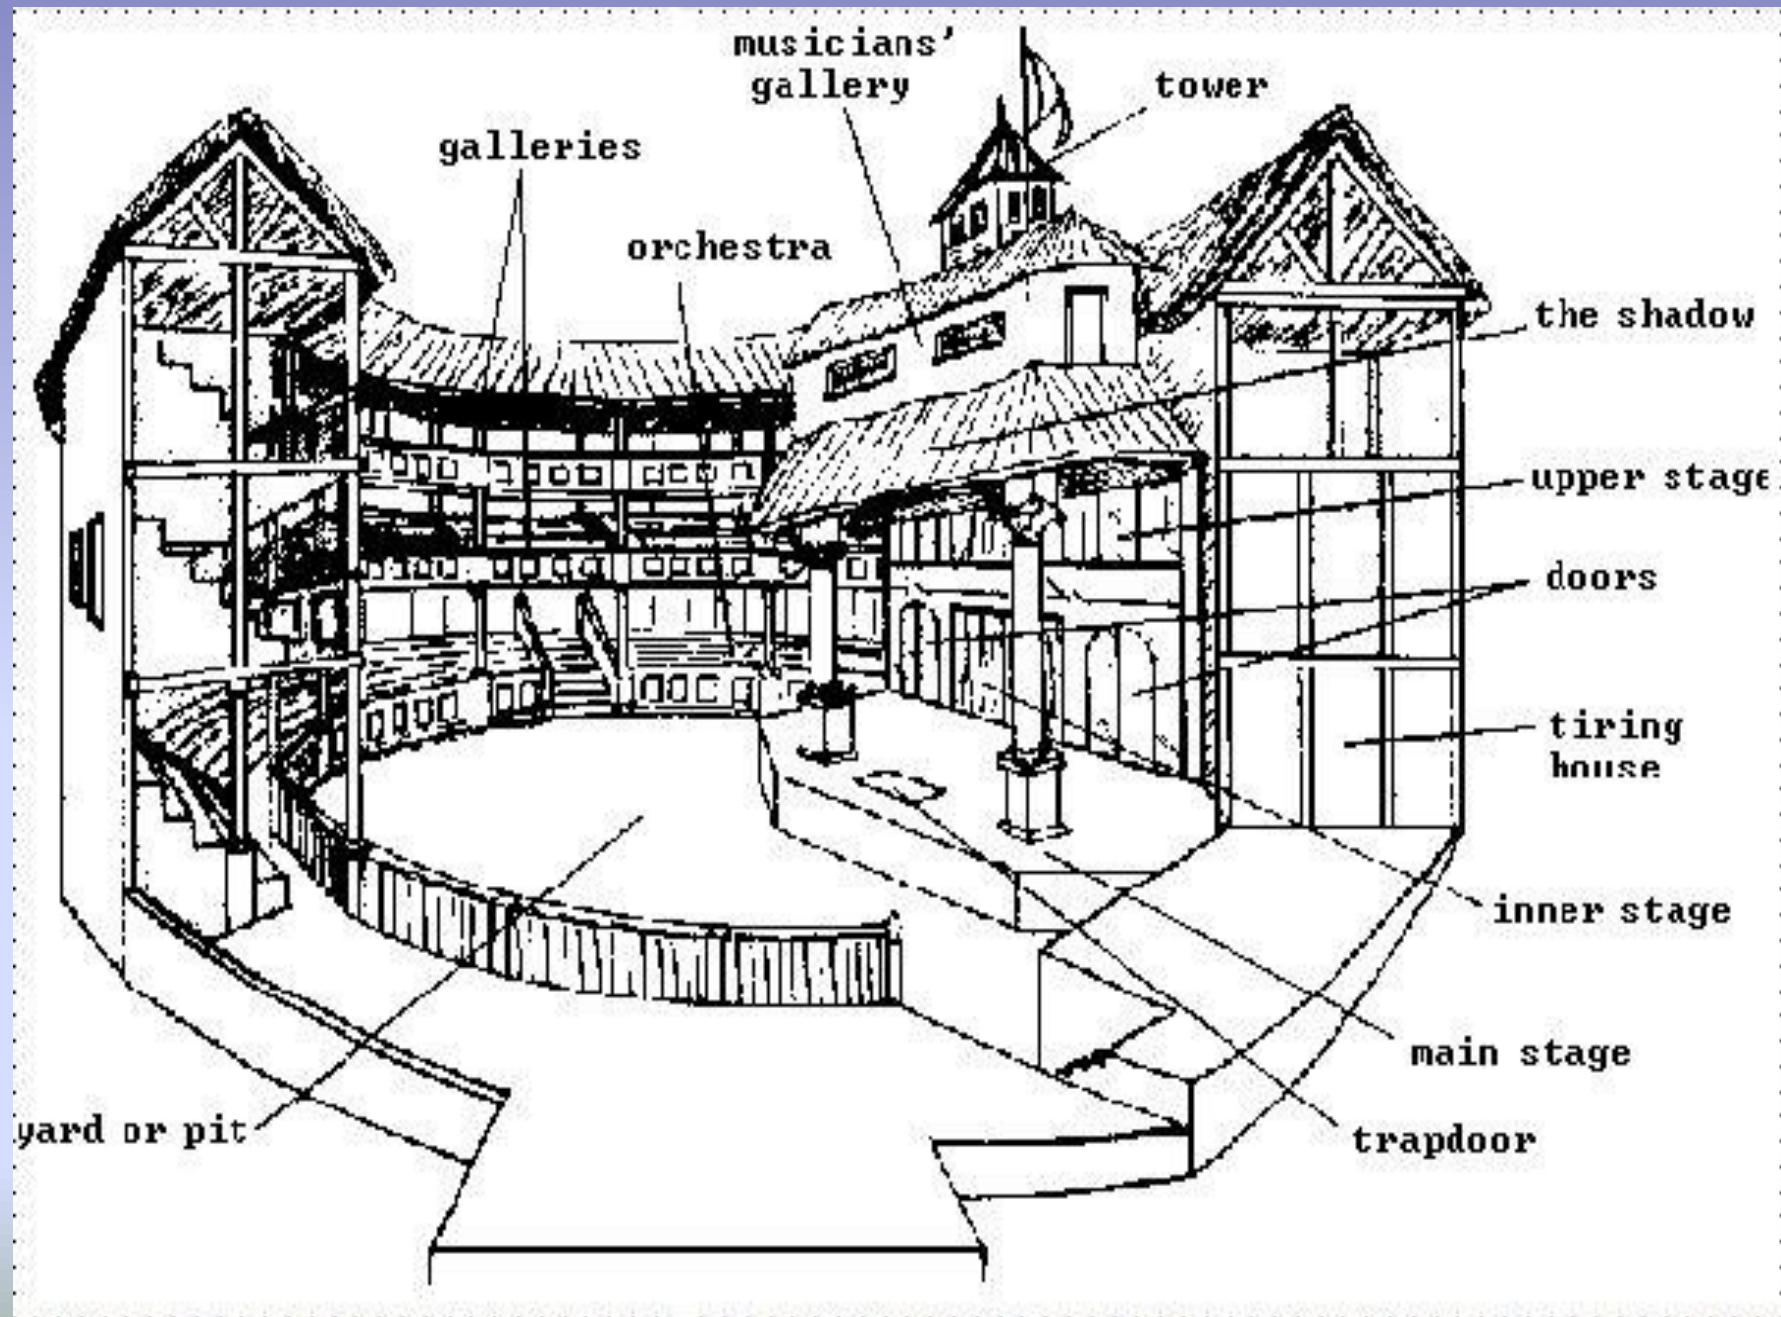 musicians'
gallery
tower
galleries
orchestra
the shadow
upper stage
doors
tiring
house
inner stage
main stage
yard or pit
trapdoor